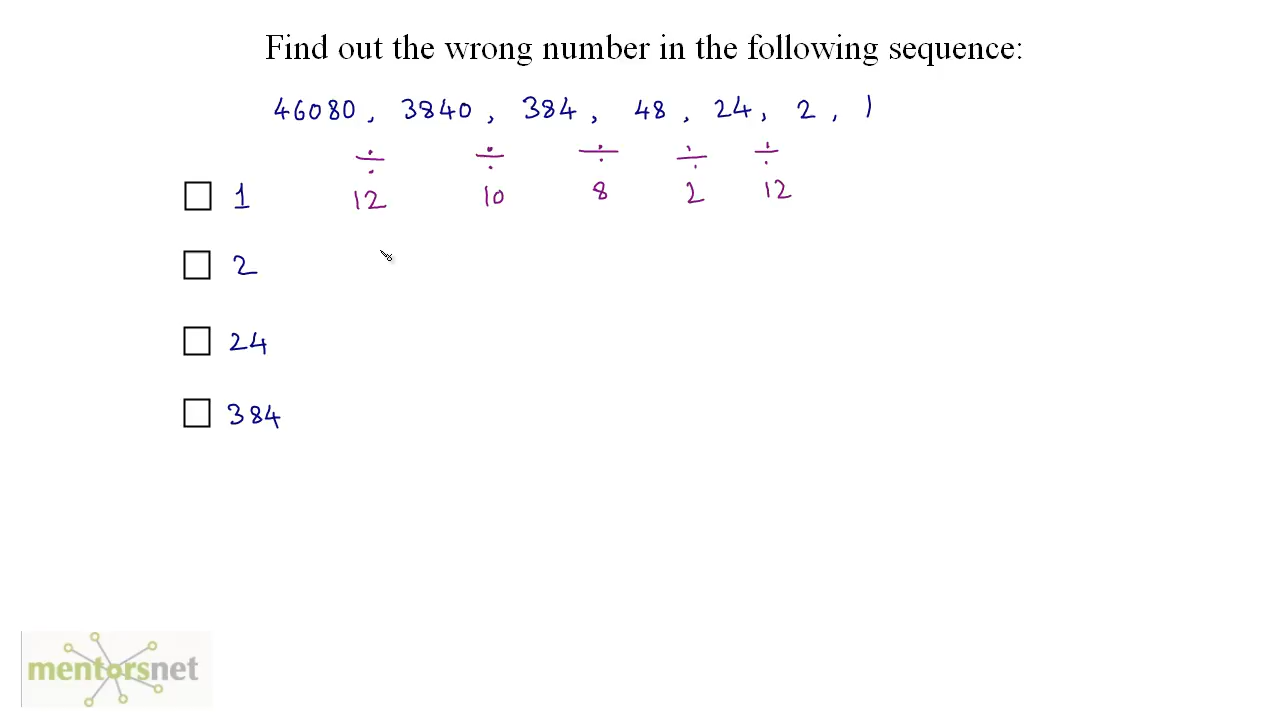 Find out the wrong number in the following sequence:
46080 , 3840 , 384 , 48 , 24 , 2 , 1
÷ ÷ ÷ ÷ ÷
12 10 8 2 12
1
2
24
384
mentorsnet